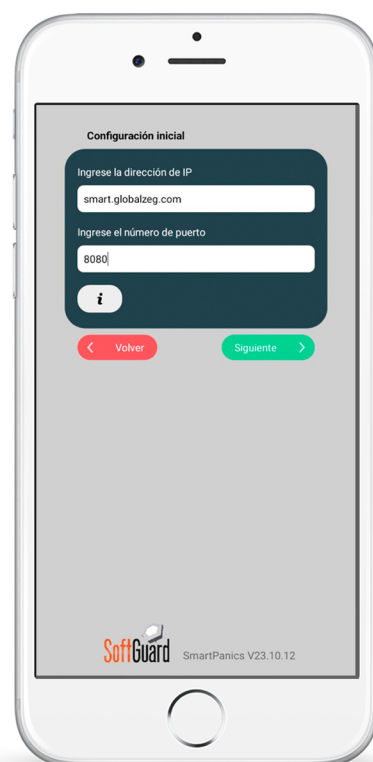 Configuración inicial
Ingrese la dirección de IP
smart.globalzeg.com
Ingrese el número de puerto
8080
i
Volver
Siguiente
SoftGuard
SmartPanics V23.10.12